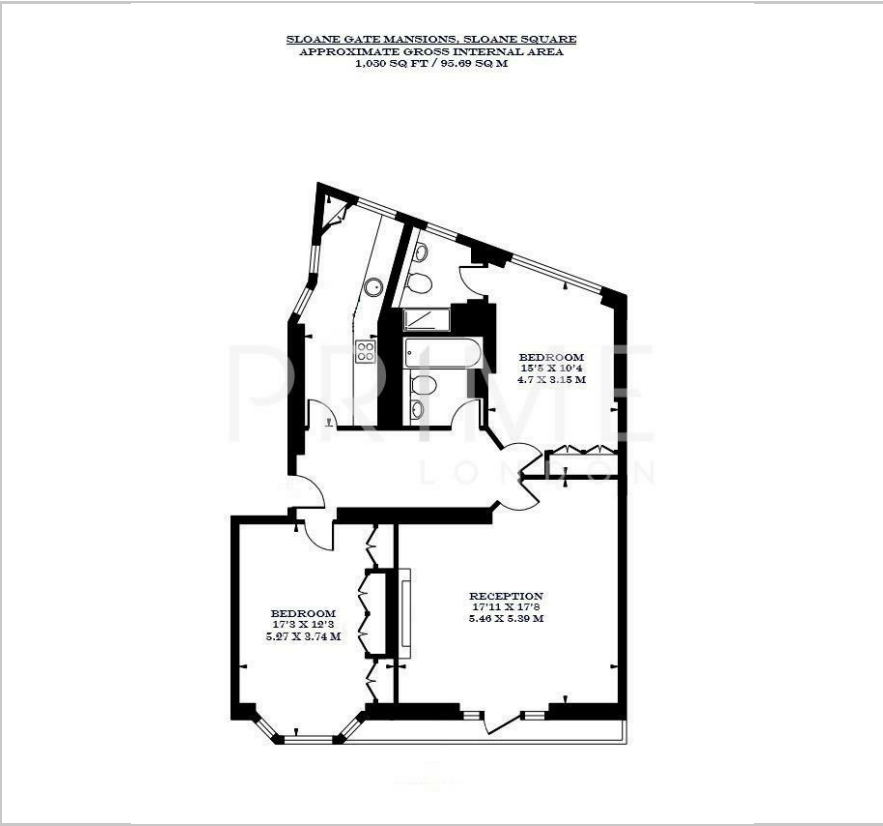 SLOANE GATE MANSIONS, SLOANE SQUARE
APPROXIMATE GROSS INTERNAL AREA
1,030 SQ FT / 95.69 SQ M
PRIME
LONDON
BEDROOM
15'5 X 10'4
4.7 X 3.15 M
BEDROOM
17'3 X 12'3
5.27 X 3.74 M
RECEPTION
17'11 X 17'8
5.46 X 5.39 M